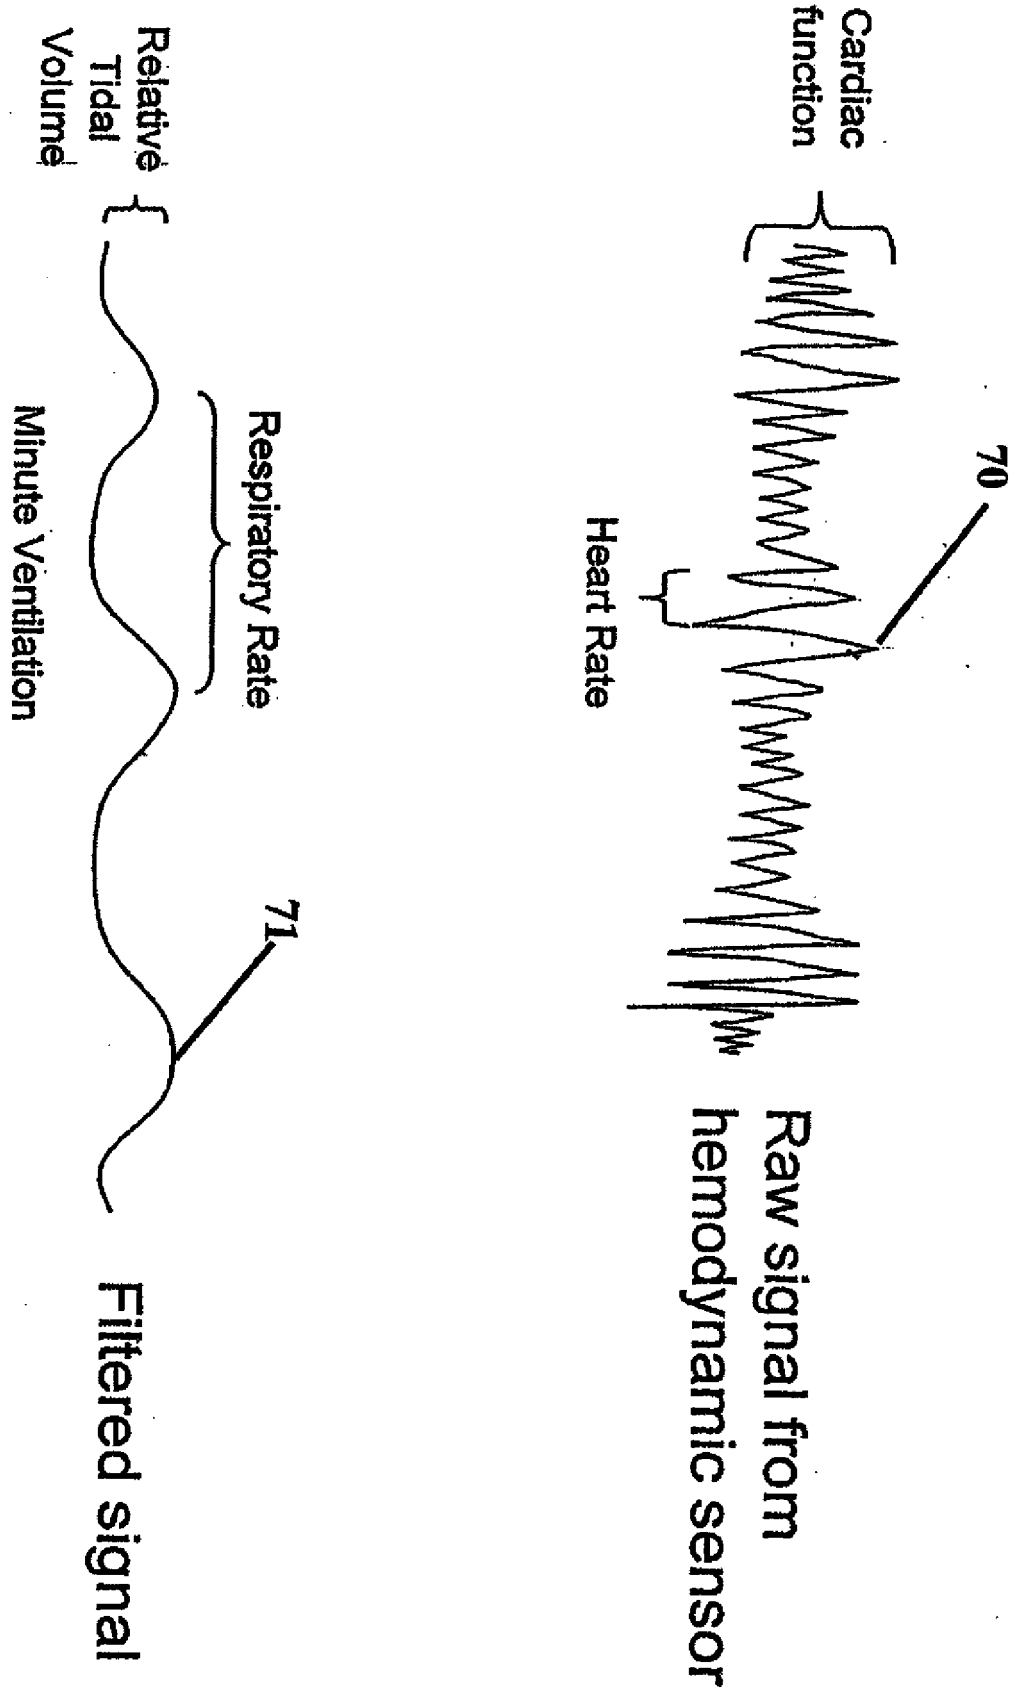 Cardiac
function
70
Heart Rate
Raw signal from
hemodynamic sensor
Relative
Tidal
Volume
Respiratory Rate
Minute Ventilation
71
Filtered signal